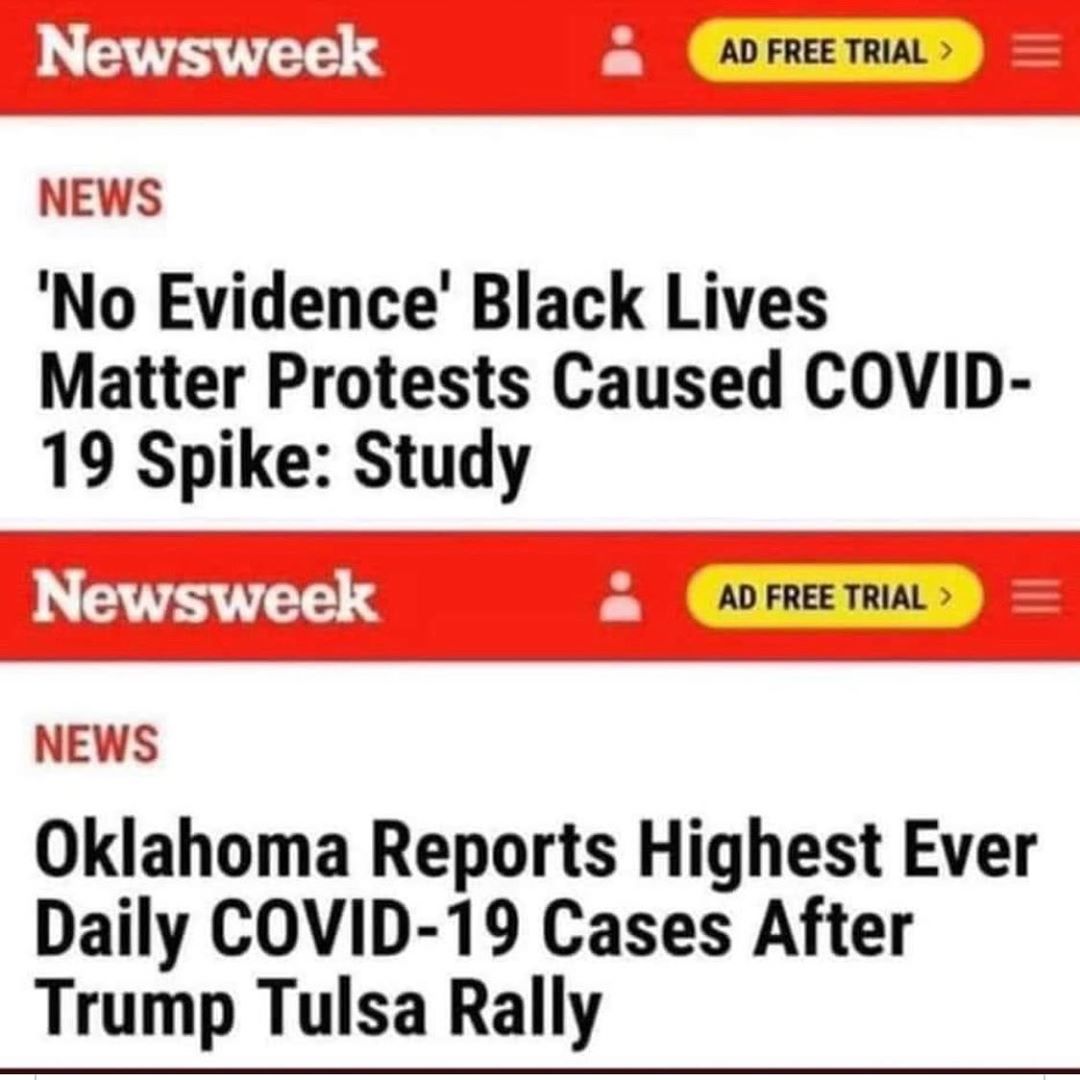 Newsweek
AD FREE TRIAL >
NEWS
'No Evidence' Black Lives
Matter Protests Caused COVID-
19 Spike: Study
Newsweek
AD FREE TRIAL >
NEWS
Oklahoma Reports Highest Ever
Daily COVID-19 Cases After
Trump Tulsa Rally